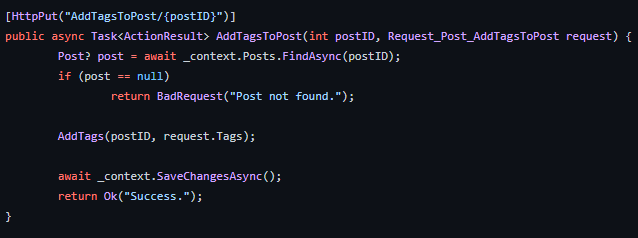 [HttpPut("AddTagsToPost/{postID}")]
public async Task<ActionResult> AddTagsToPost(int postID, Request_Post_AddTagsToPost request) {
        Post? post = await _context.Posts.FindAsync(postID);
        if (post == null)
                return BadRequest("Post not found.");

        AddTags(postID, request.Tags);

        await _context.SaveChangesAsync();
        return Ok("Success.");
}